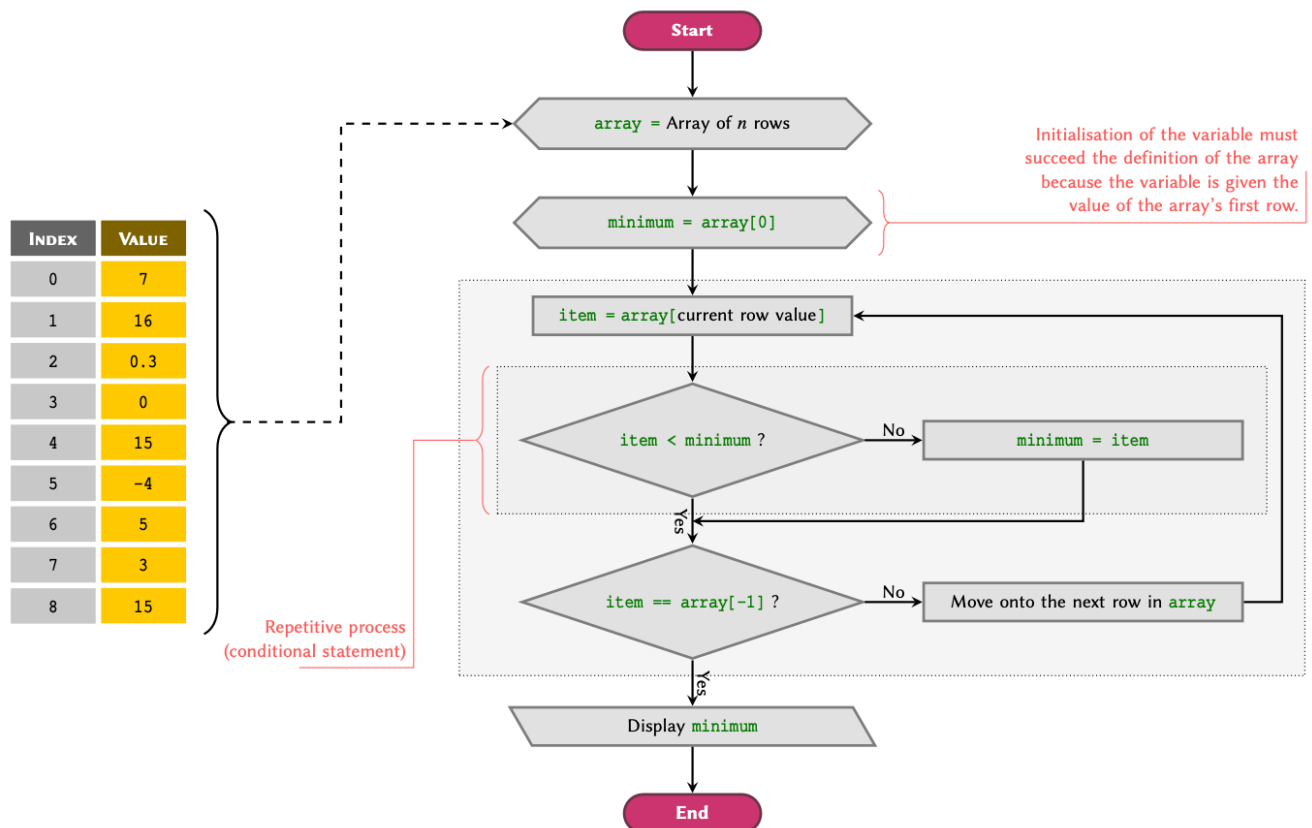 Start
array = Array of n rows
Initialisation of the variable must
succeed the definition of the array
because the variable is given the
value of the array's first row.
minimum = array[0]
INDEX VALUE
0 7
1 16
2 0.3
3 0
4 15
5 -4
6 5
7 3
8 15
item = array[current row value]
item < minimum ?
No
minimum = item
Yes
item == array[-1] ?
No
Move onto the next row in array
Repetitive process
(conditional statement)
Yes
Display minimum
End